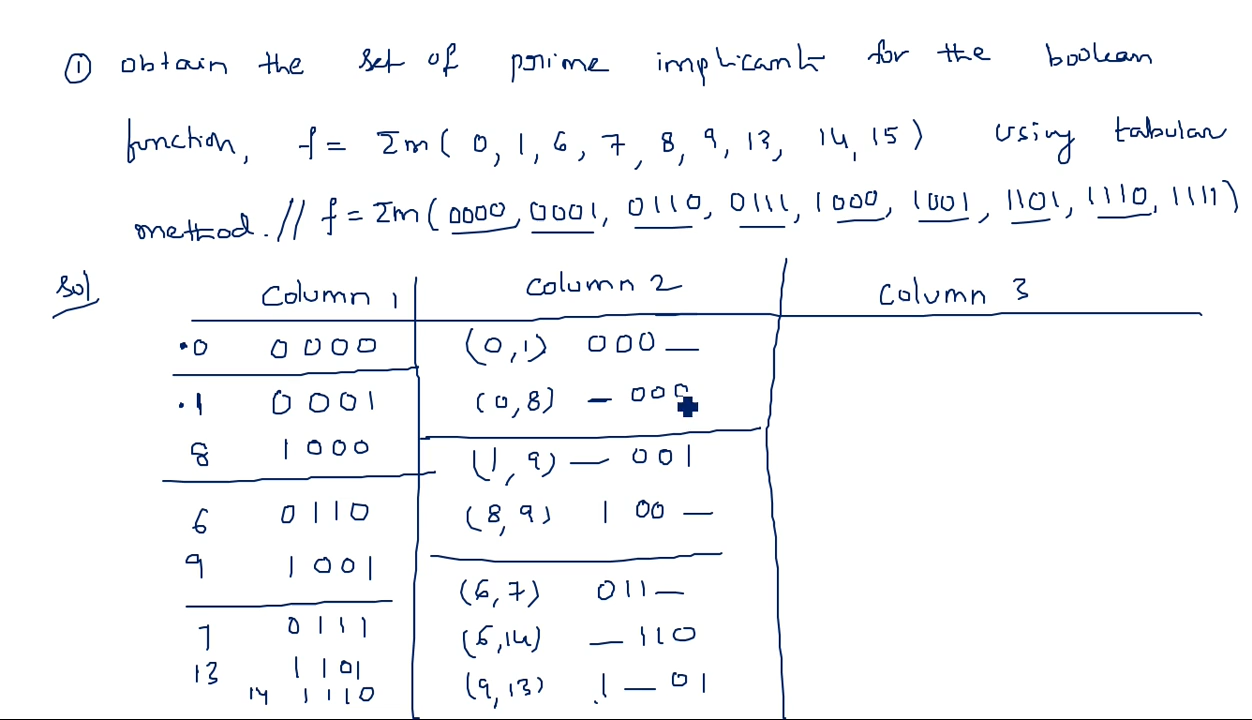 ① obtain the set of prime implicants for the boolean
function, f = Σm( 0, 1, 6, 7, 8, 9, 13, 14, 15) using tabular
method. // f = Σm( 0000, 0001, 0110, 0111, 1000, 1001, 1101, 1110, 1111)
Sol
Column 1 Column 2 Column 3
0 0000 (0,1) 000—
1 0001 (0,8) —000
8 1000 (1,9) —001
6 0110 (8,9) 100—
9 1001 (6,7) 011—
7 0111 (6,14) —110
13 1101 (9,13) 1—01
14 1110